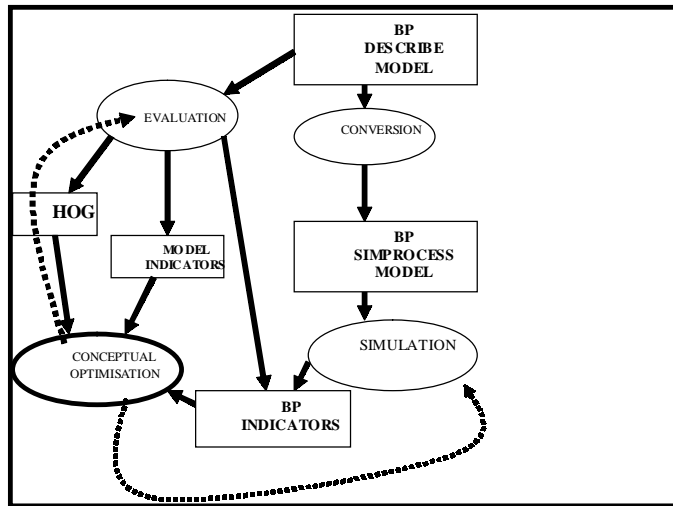 BP
DESCRIBE
MODEL
EVALUATION
CONVERSION
HOG
MODEL
INDICATORS
BP
SIMPROCESS
MODEL
CONCEPTUAL
OPTIMISATION
SIMULATION
BP
INDICATORS